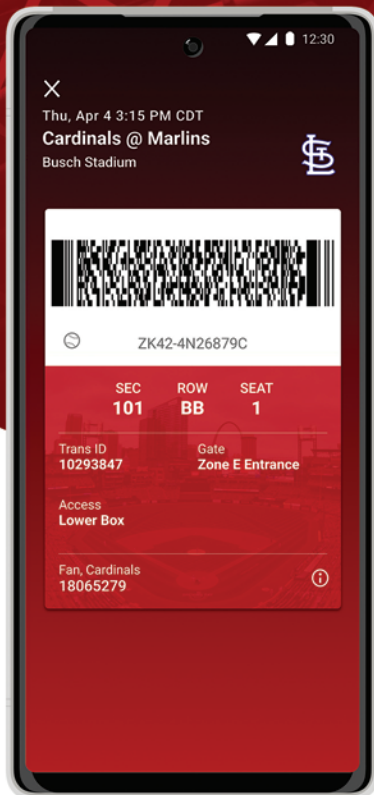 12:30
Thu, Apr 4 3:15 PM CDT
Cardinals @ Marlins
Busch Stadium
STL
ZK42-4N26879C
SEC ROW SEAT
101 BB 1
Trans ID Gate
10293847 Zone E Entrance
Access
Lower Box
Fan, Cardinals
18065279